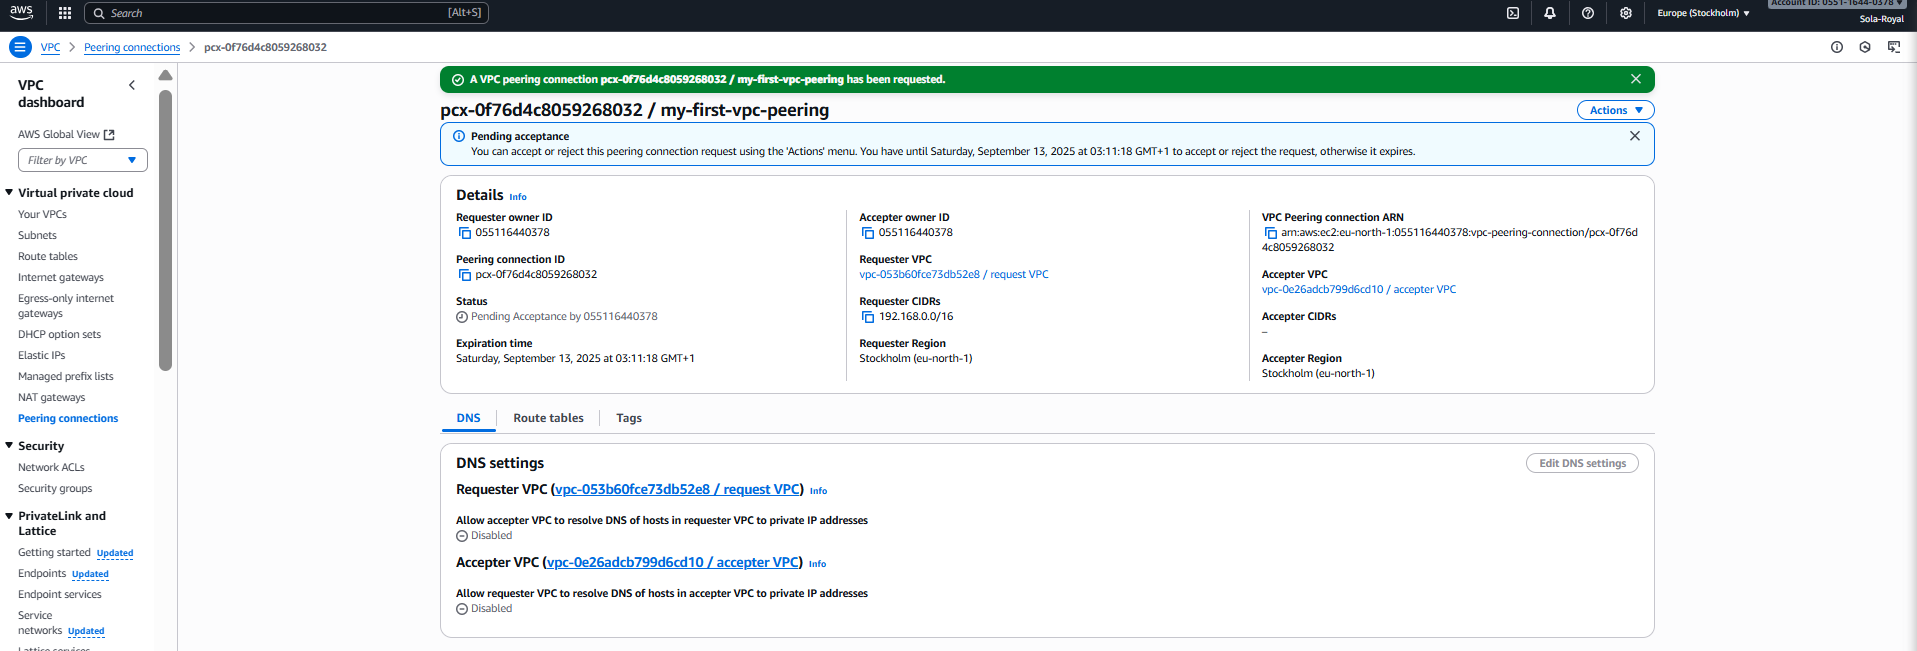 aws
Search
[Alt+S]
Europe (Stockholm)
Account ID: 0551-1644-0378
Sola-Royal
VPC
Peering connections
pcx-0f76d4c8059268032
VPC
dashboard
AWS Global View
Filter by VPC
Virtual private cloud
Your VPCs
Subnets
Route tables
Internet gateways
Egress-only internet
gateways
DHCP option sets
Elastic IPs
Managed prefix lists
NAT gateways
Peering connections
Security
Network ACLs
Security groups
PrivateLink and
Lattice
Getting started Updated
Endpoints Updated
Endpoint services
Service
networks Updated
Lattice services
A VPC peering connection pcx-0f76d4c8059268032 / my-first-vpc-peering has been requested.
pcx-0f76d4c8059268032 / my-first-vpc-peering
Actions
Pending acceptance
You can accept or reject this peering connection request using the 'Actions' menu. You have until Saturday, September 13, 2025 at 03:11:18 GMT+1 to accept or reject the request, otherwise it expires.
Details Info
Requester owner ID
055116440378
Peering connection ID
pcx-0f76d4c8059268032
Status
Pending Acceptance by 055116440378
Expiration time
Saturday, September 13, 2025 at 03:11:18 GMT+1
Accepter owner ID
055116440378
Requester VPC
vpc-053b60fce73db52e8 / request VPC
Requester CIDRs
192.168.0.0/16
Requester Region
Stockholm (eu-north-1)
VPC Peering connection ARN
arn:aws:ec2:eu-north-1:055116440378:vpc-peering-connection/pcx-0f76d
4c8059268032
Accepter VPC
vpc-0e26adcb799d6cd10 / accepter VPC
Accepter CIDRs
–
Accepter Region
Stockholm (eu-north-1)
DNS
Route tables
Tags
DNS settings
Edit DNS settings
Requester VPC (vpc-053b60fce73db52e8 / request VPC) Info
Allow accepter VPC to resolve DNS of hosts in requester VPC to private IP addresses
Disabled
Accepter VPC (vpc-0e26adcb799d6cd10 / accepter VPC) Info
Allow requester VPC to resolve DNS of hosts in accepter VPC to private IP addresses
Disabled